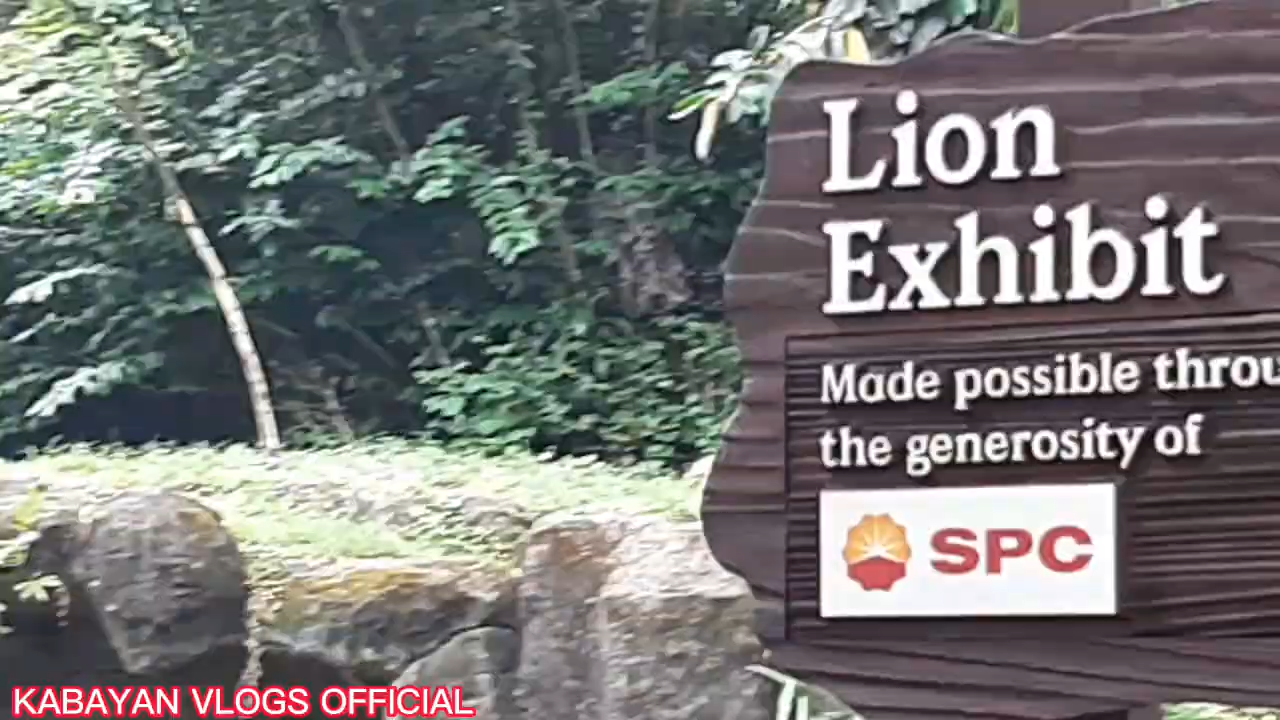 Lion
Exhibit
Made possible throu
the generosity of
SPC
KABAYAN VLOGS OFFICIAL